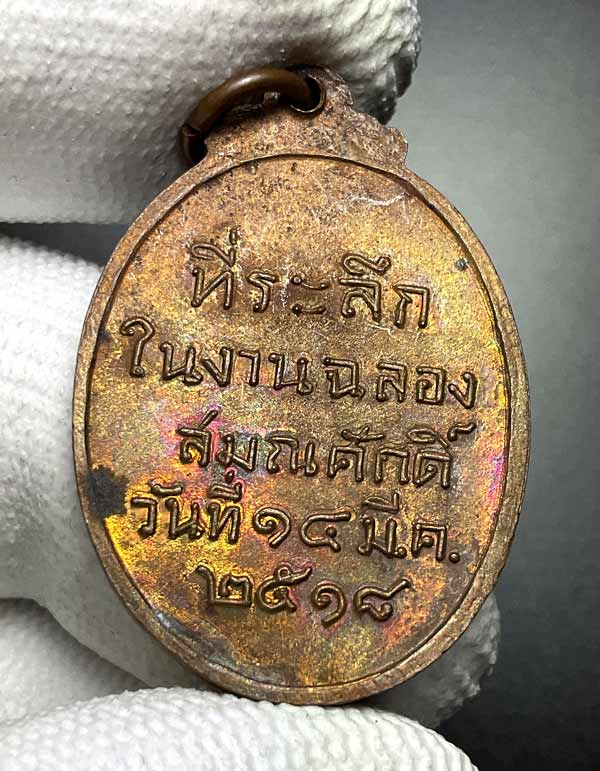 ที่ระลึก
ในงานฉลอง
สมณศักดิ์
วันที่ ๑๔ มี.ค.
๒๕๑๘